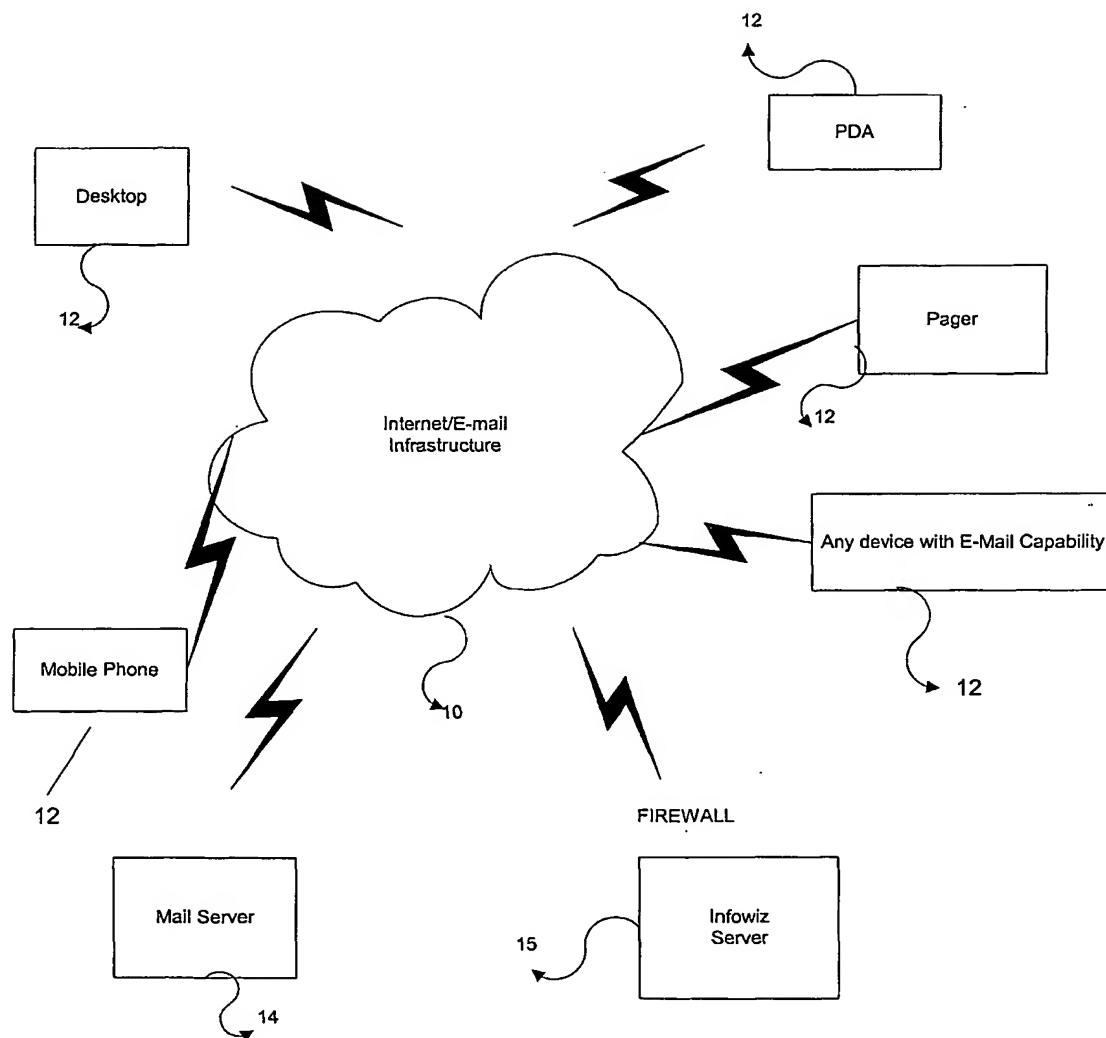 12
PDA
Desktop
12
Pager
12
Internet/E-mail
Infrastructure
Any device with E-Mail Capability
12
Mobile Phone
12
10
FIREWALL
Mail Server
14
Infowiz
Server
15